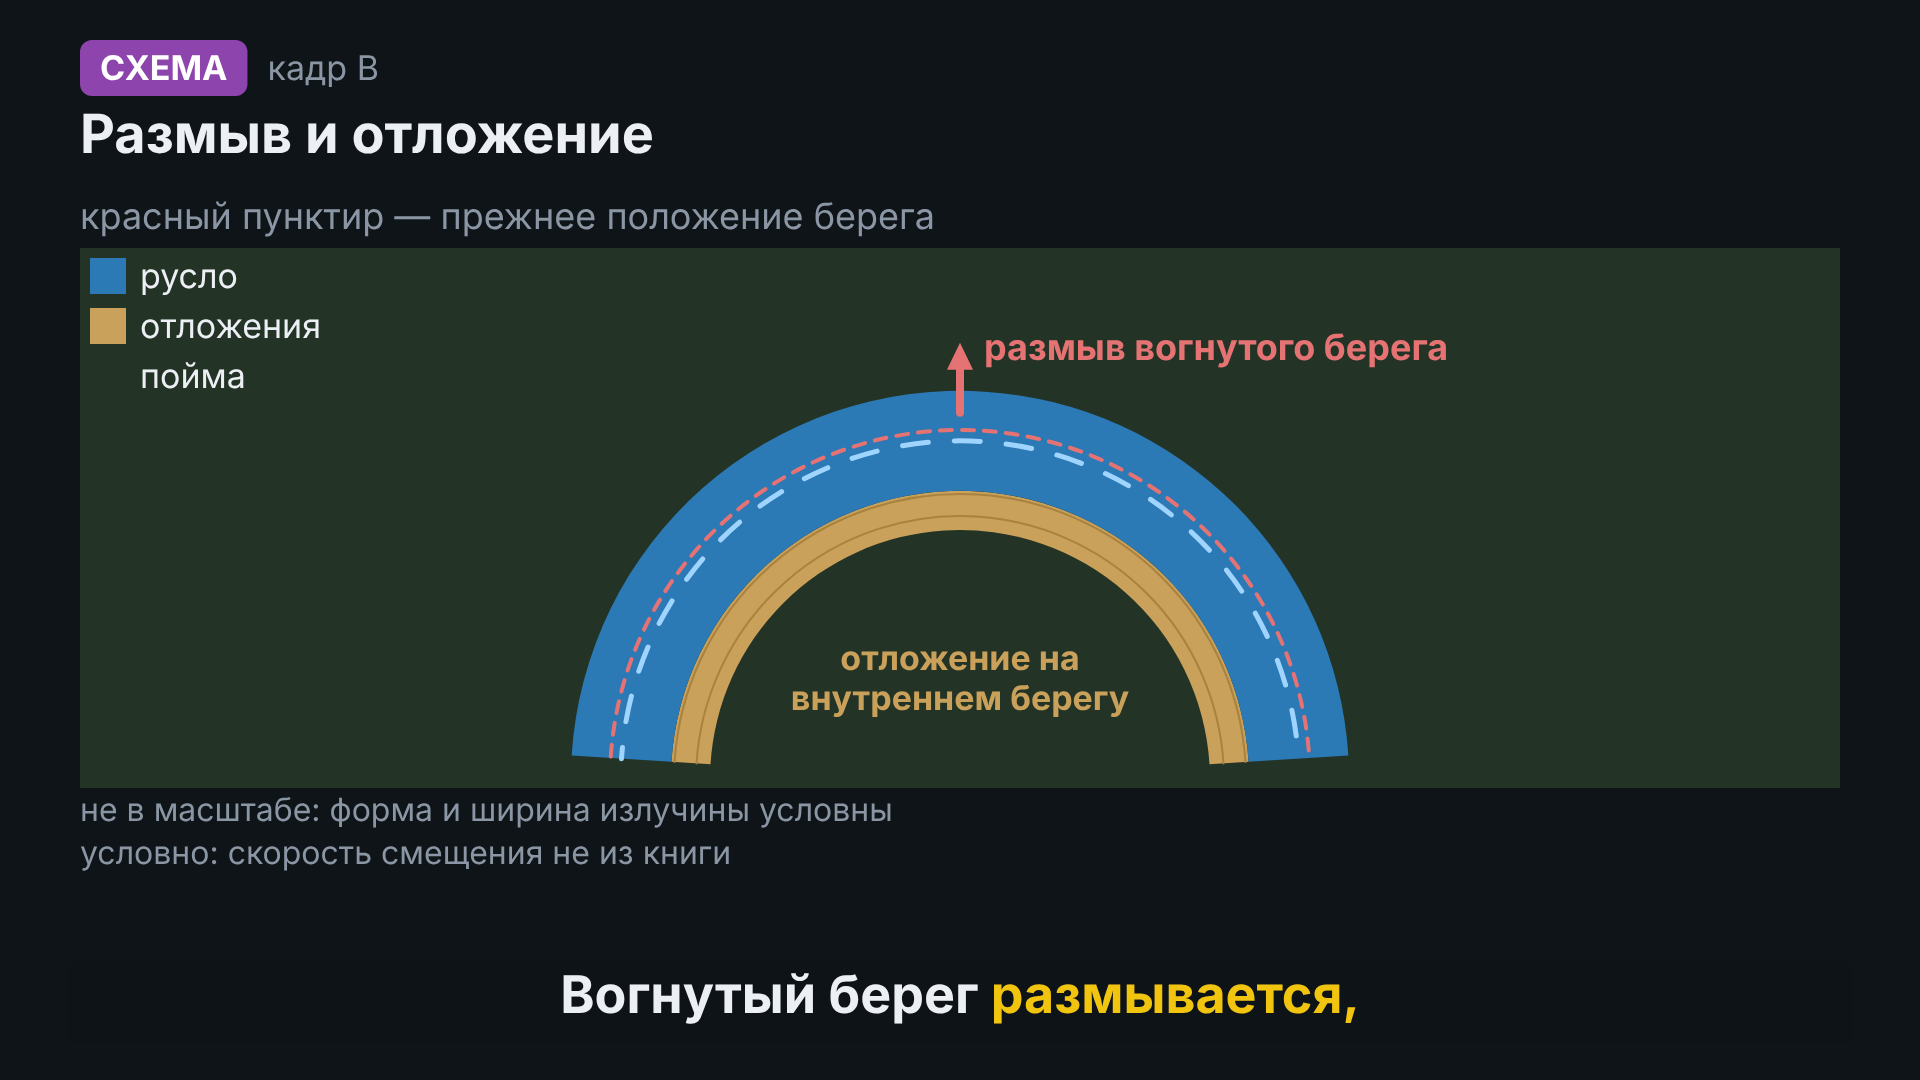 СХЕМА кадр В
Размыв и отложение
красный пунктир — прежнее положение берега
русло
отложения
пойма
размыв вогнутого берега
отложение на
внутреннем берегу
не в масштабе: форма и ширина излучины условны
условно: скорость смещения не из книги
Вогнутый берег размывается,